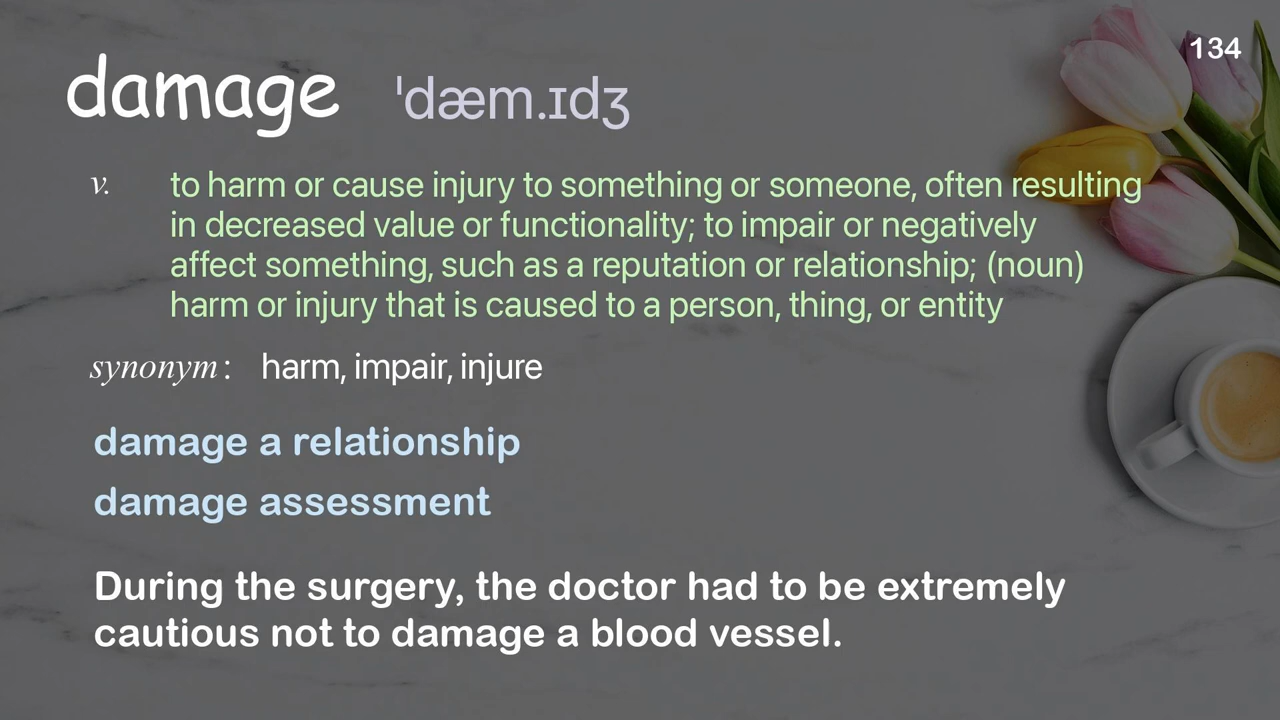 134
damage ˈdæm.ɪdʒ
v. to harm or cause injury to something or someone, often resulting
in decreased value or functionality; to impair or negatively
affect something, such as a reputation or relationship; (noun)
harm or injury that is caused to a person, thing, or entity
synonym: harm, impair, injure
damage a relationship
damage assessment
During the surgery, the doctor had to be extremely
cautious not to damage a blood vessel.